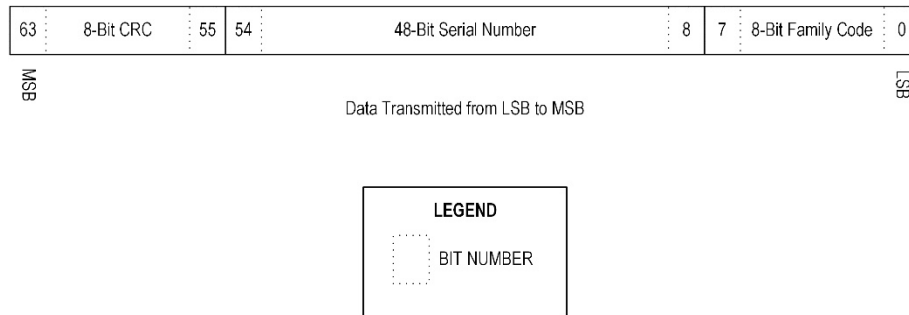 63 8-Bit CRC 55 54 48-Bit Serial Number 8 7 8-Bit Family Code 0
MSB LSB
Data Transmitted from LSB to MSB
LEGEND
BIT NUMBER